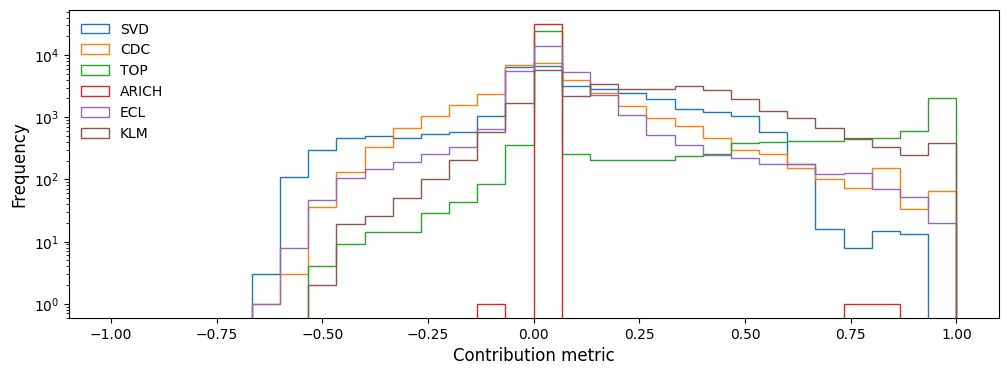 SVD
CDC
TOP
ARICH
ECL
KLM
Frequency
10⁴
10³
10²
10¹
10⁰
−1.00 −0.75 −0.50 −0.25 0.00 0.25 0.50 0.75 1.00
Contribution metric